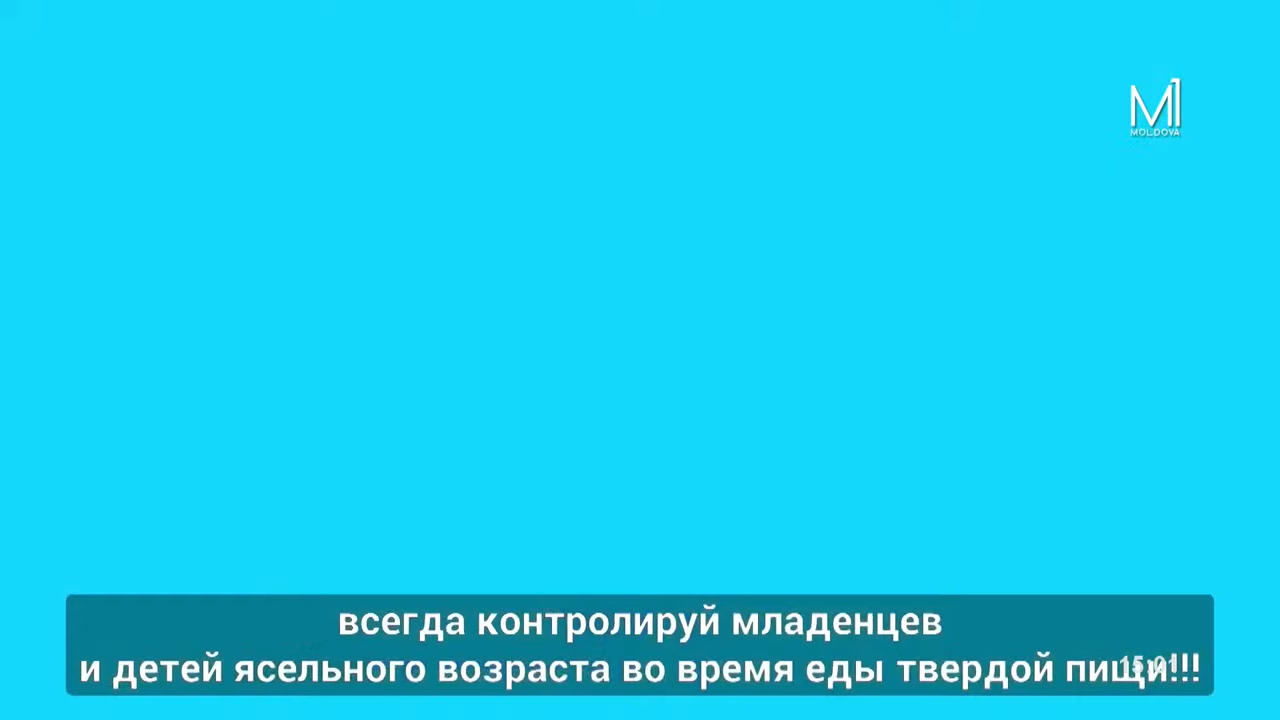 M1
MOLDOVA
всегда контролируй младенцев
и детей ясельного возраста во время еды твердой пищи!!!